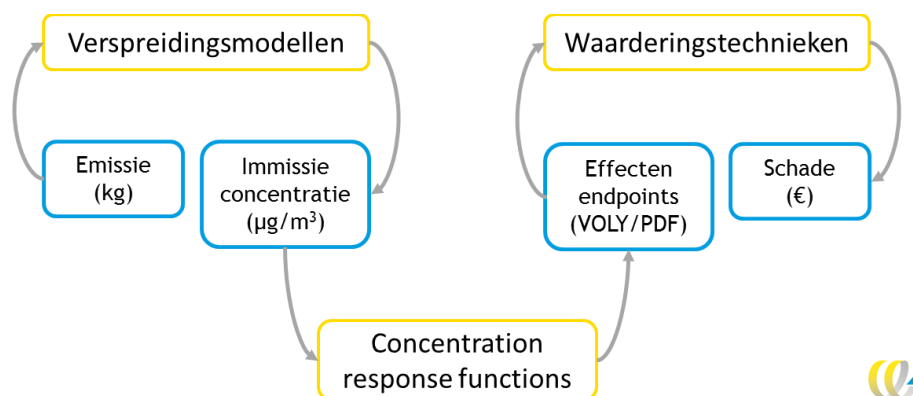 Verspreidingsmodellen
Waarderingstechnieken
Emissie
(kg)
Immissie
concentratie
(µg/m³)
Effecten
endpoints
(VOLY/PDF)
Schade
(€)
Concentration
response functions